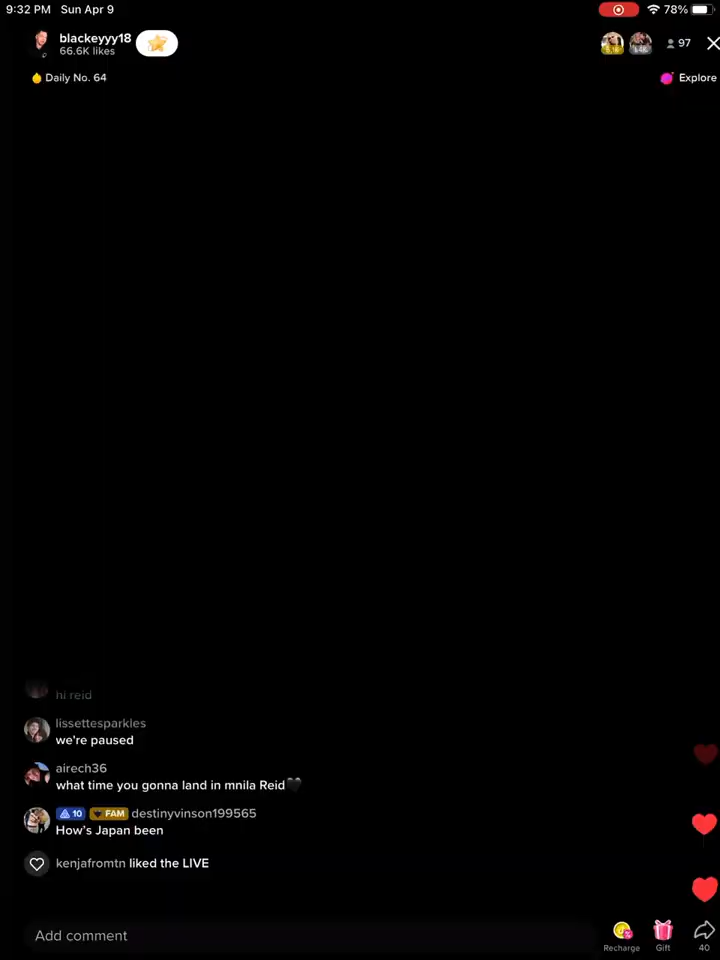 9:32 PM Sun Apr 9
78%
blackeyyy18
66.6K likes
97
Daily No. 64
Explore
hi reid
lissettesparkles
we're paused
airech36
what time you gonna land in mnila Reid🖤
10 FAM destinyvinson199565
How's Japan been
kenjafromtn liked the LIVE
Add comment
Recharge
Gift
40